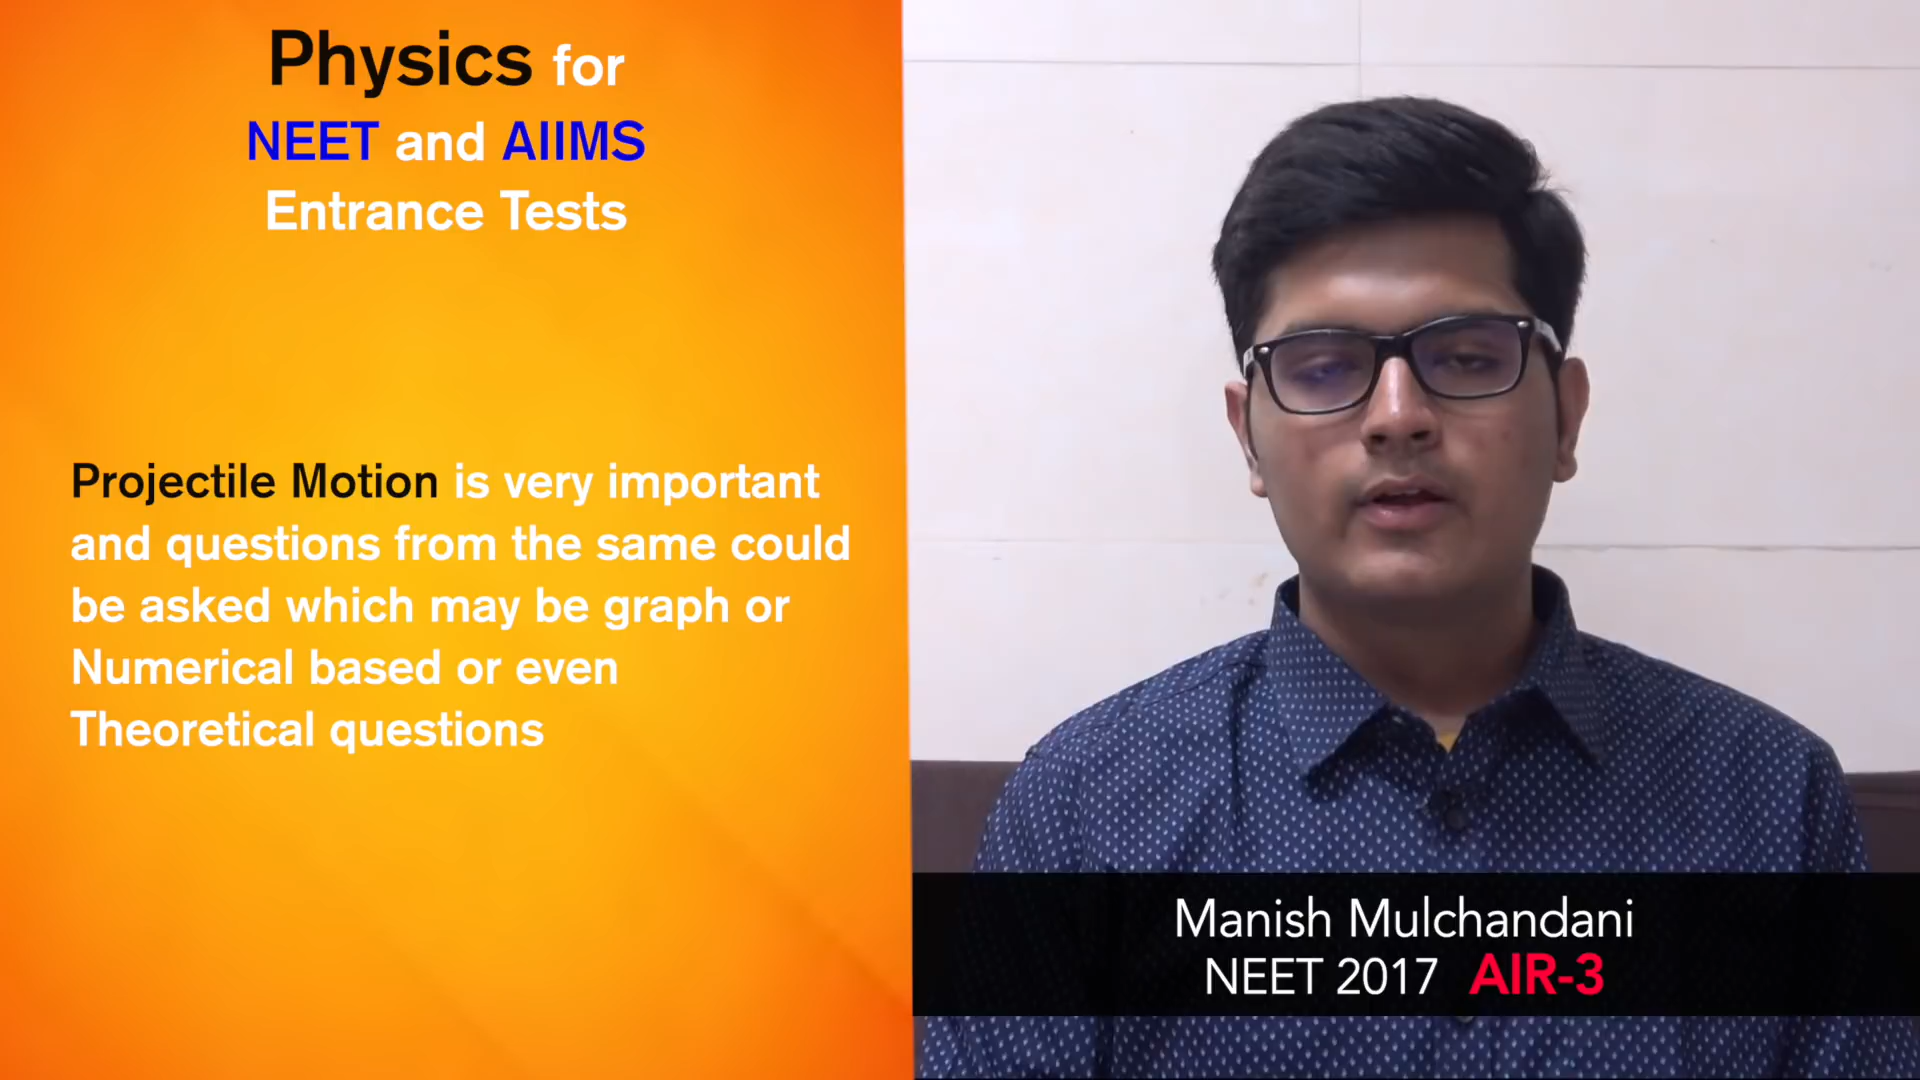 Physics for
NEET and AIIMS
Entrance Tests
Projectile Motion is very important
and questions from the same could
be asked which may be graph or
Numerical based or even
Theoretical questions
Manish Mulchandani
NEET 2017 AIR-3